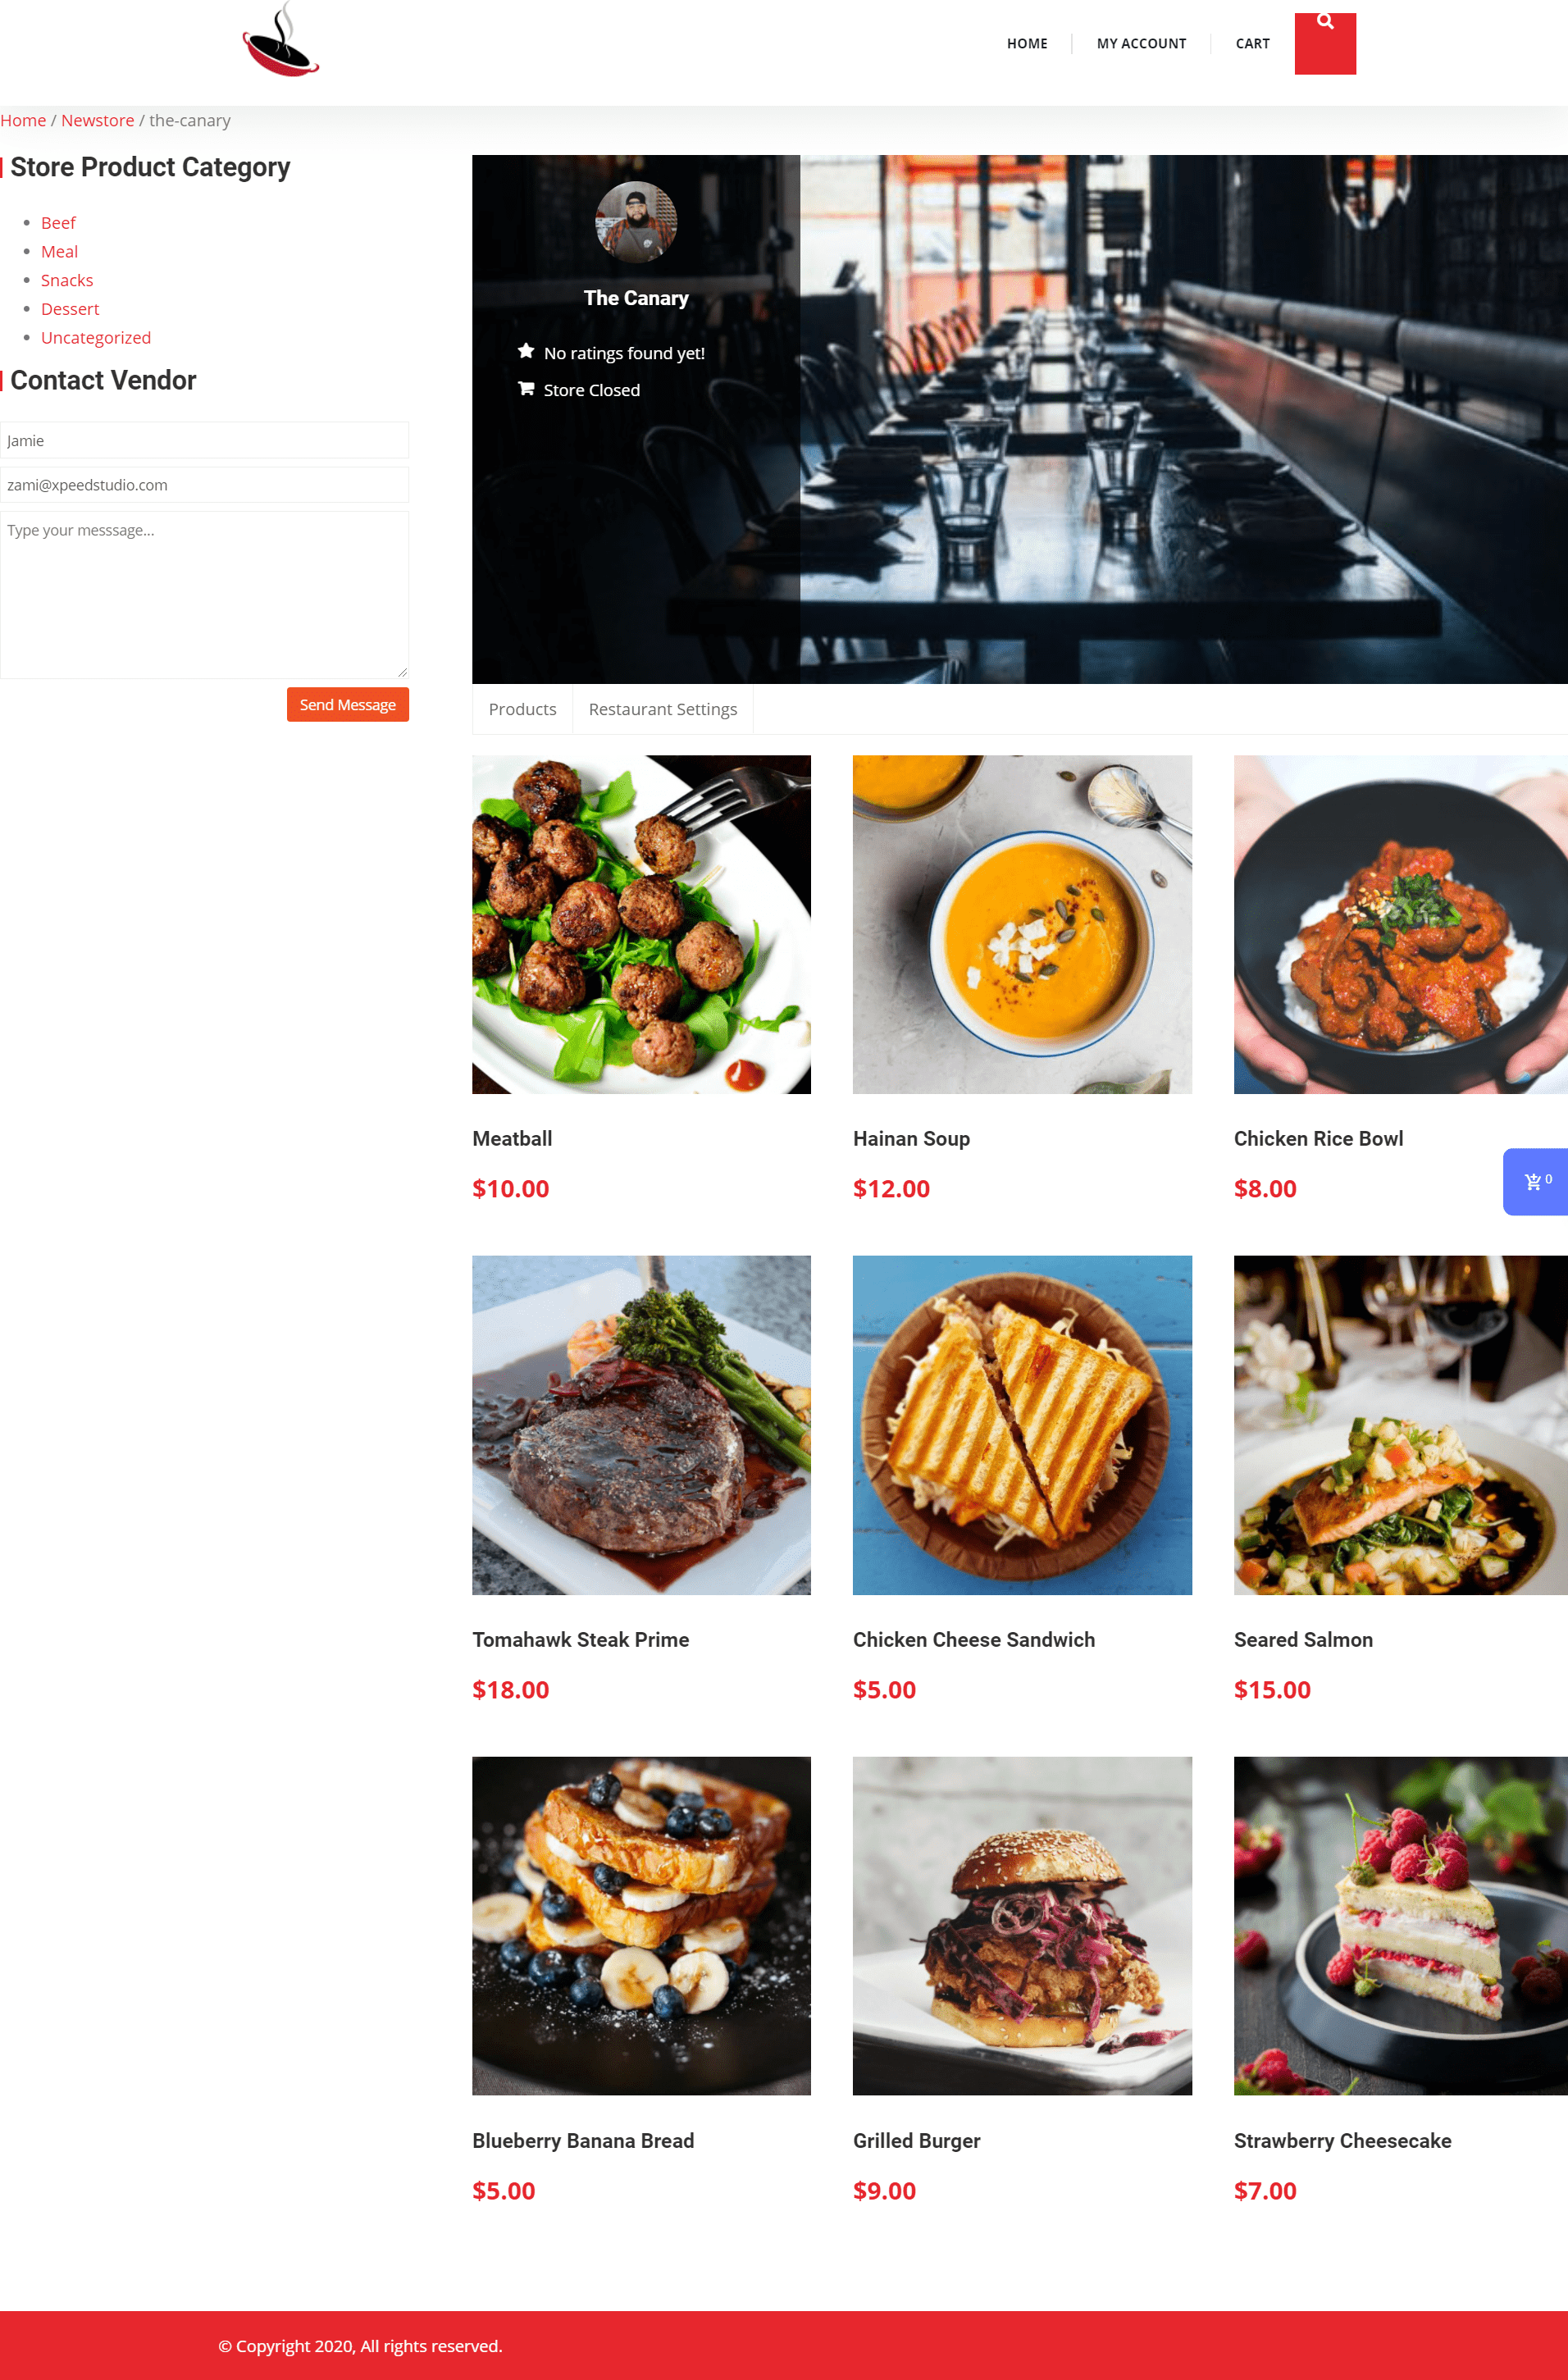 HOME
MY ACCOUNT
CART
Home / Newstore / the-canary
Store Product Category
Beef
Meal
Snacks
Dessert
Uncategorized
Contact Vendor
Jamie
zami@xpeedstudio.com
Type your messsage...
Send Message
The Canary
No ratings found yet!
Store Closed
Products
Restaurant Settings
Meatball
$10.00
Hainan Soup
$12.00
Chicken Rice Bowl
$8.00
0
Tomahawk Steak Prime
$18.00
Chicken Cheese Sandwich
$5.00
Seared Salmon
$15.00
Blueberry Banana Bread
$5.00
Grilled Burger
$9.00
Strawberry Cheesecake
$7.00
© Copyright 2020, All rights reserved.